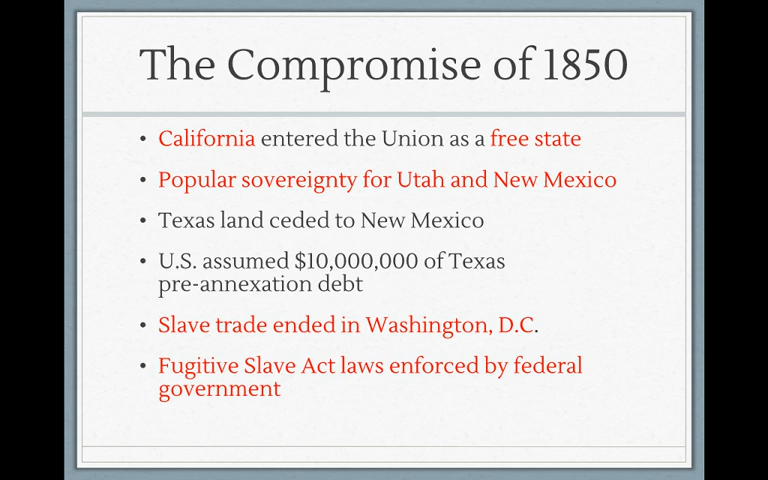 The Compromise of 1850
• California entered the Union as a free state
• Popular sovereignty for Utah and New Mexico
• Texas land ceded to New Mexico
• U.S. assumed $10,000,000 of Texas
pre-annexation debt
• Slave trade ended in Washington, D.C.
• Fugitive Slave Act laws enforced by federal
government